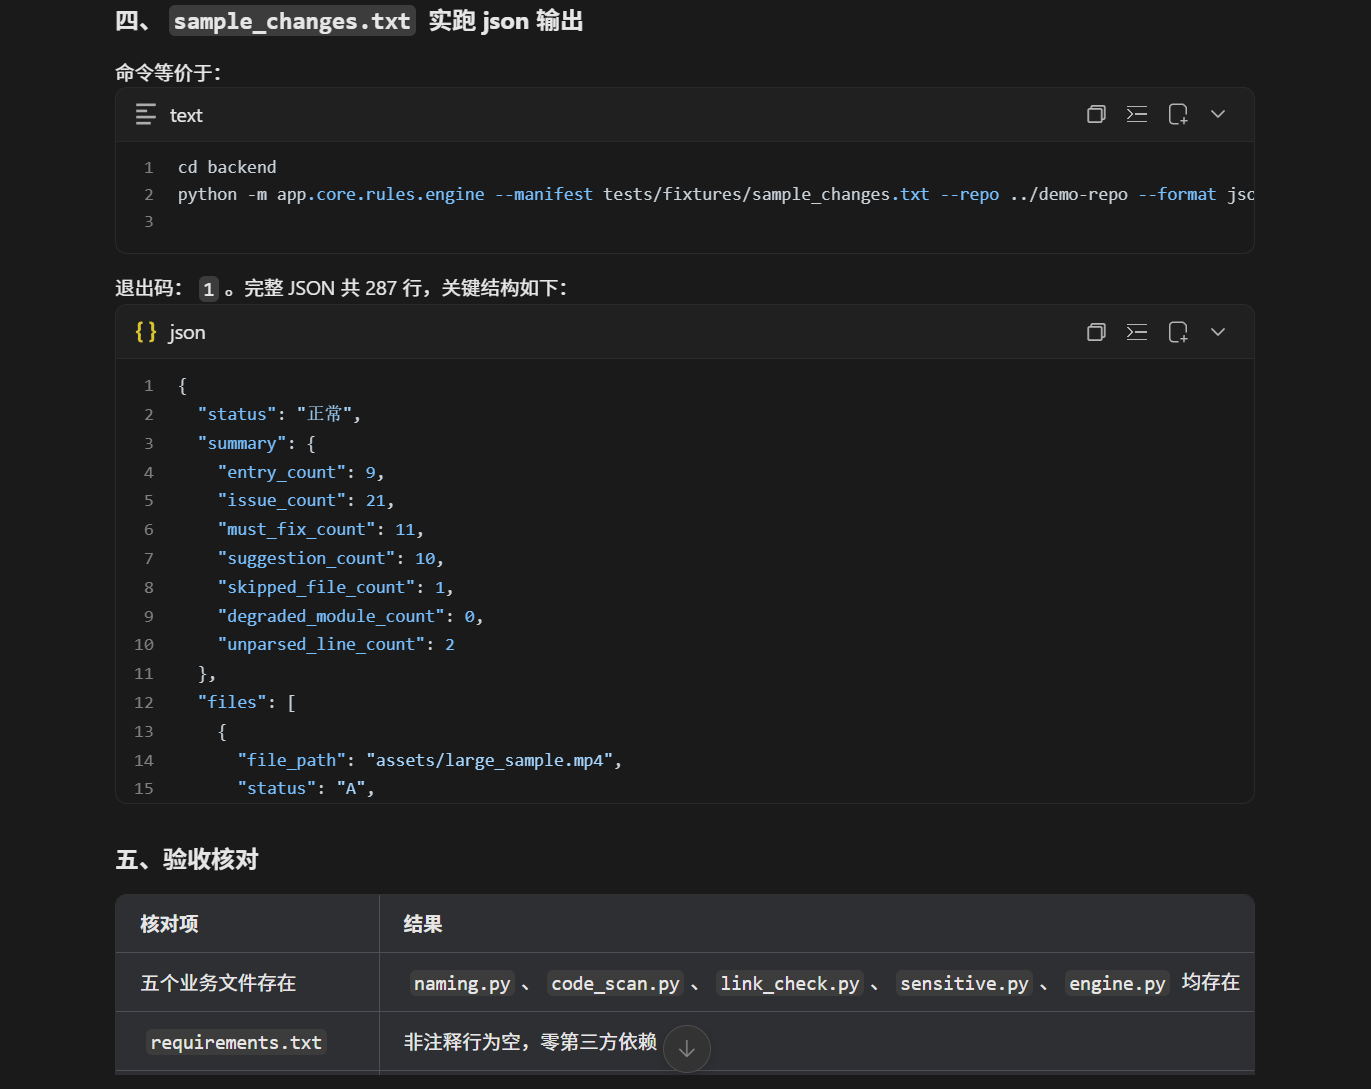 四、 sample_changes.txt 实跑 json 输出
命令等价于：
text
1 cd backend
2 python -m app.core.rules.engine --manifest tests/fixtures/sample_changes.txt --repo ../demo-repo --format jso
3
退出码： 1 。完整 JSON 共 287 行，关键结构如下：
{} json
1 {
2 "status": "正常",
3 "summary": {
4 "entry_count": 9,
5 "issue_count": 21,
6 "must_fix_count": 11,
7 "suggestion_count": 10,
8 "skipped_file_count": 1,
9 "degraded_module_count": 0,
10 "unparsed_line_count": 2
11 },
12 "files": [
13 {
14 "file_path": "assets/large_sample.mp4",
15 "status": "A",
五、验收核对
核对项 结果
五个业务文件存在 naming.py 、 code_scan.py 、 link_check.py 、 sensitive.py 、 engine.py 均存在
requirements.txt 非注释行为空，零第三方依赖